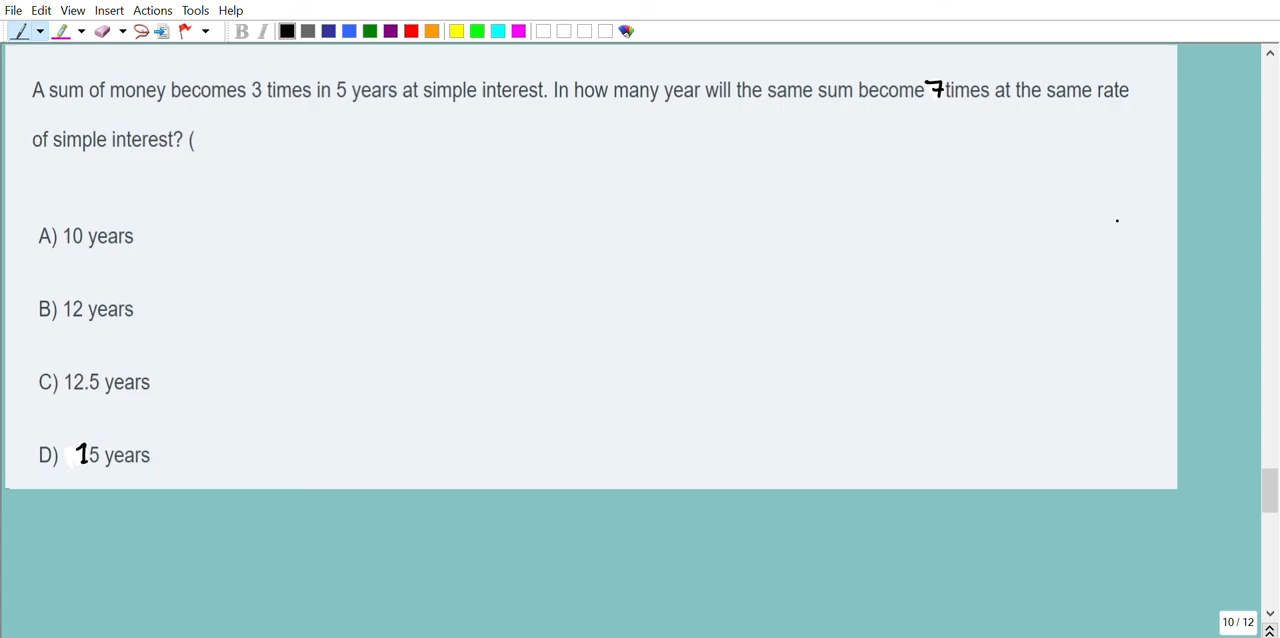 File Edit View Insert Actions Tools Help
B I
A sum of money becomes 3 times in 5 years at simple interest. In how many year will the same sum become 7 times at the same rate
of simple interest? (
A) 10 years
B) 12 years
C) 12.5 years
D) 15 years
10 / 12